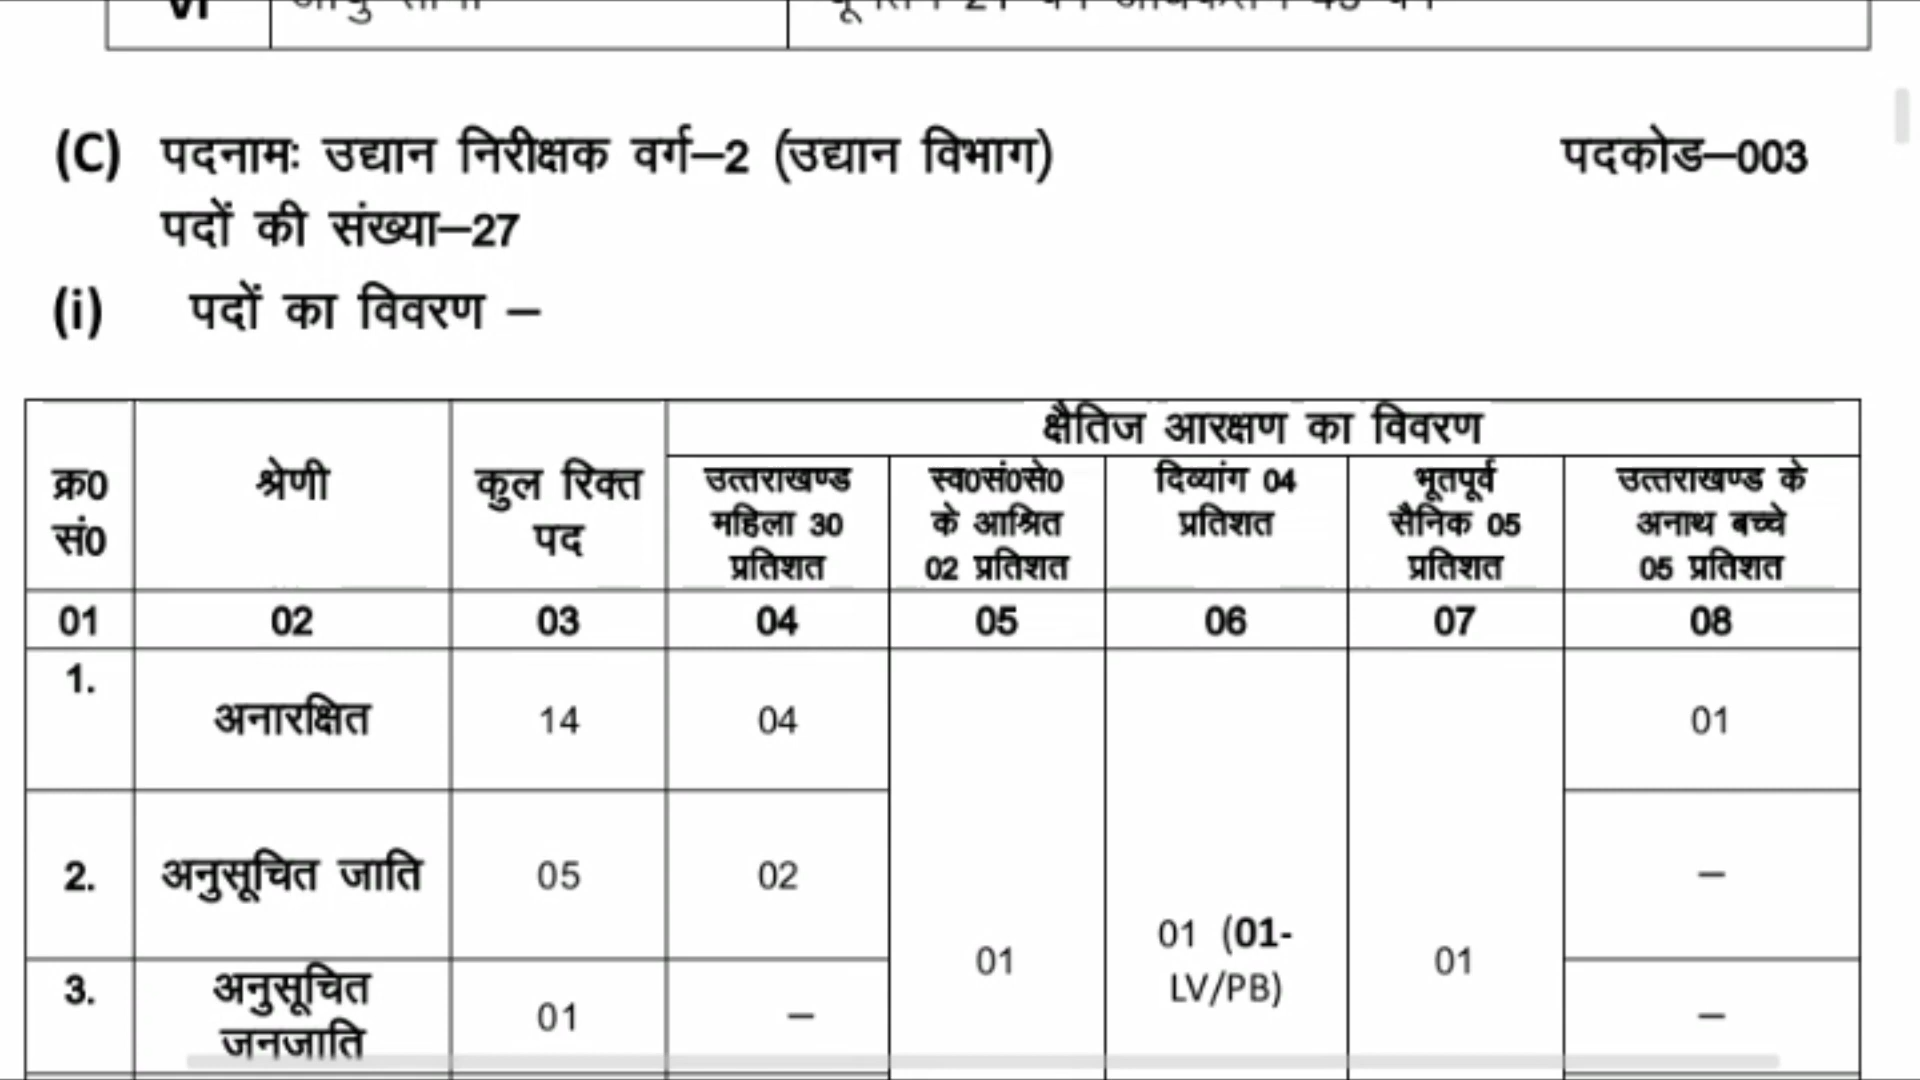 VI
(C) पदनामः उद्यान निरीक्षक वर्ग–2 (उद्यान विभाग) पदकोड–003
पदों की संख्या–27
(i) पदों का विवरण –
क्र0 सं0 श्रेणी कुल रिक्त पद क्षैतिज आरक्षण का विवरण
उत्तराखण्ड महिला 30 प्रतिशत स्व0सं0से0 के आश्रित 02 प्रतिशत दिव्यांग 04 प्रतिशत भूतपूर्व सैनिक 05 प्रतिशत उत्तराखण्ड के अनाथ बच्चे 05 प्रतिशत
01 02 03 04 05 06 07 08
1. अनारक्षित 14 04 01
2. अनुसूचित जाति 05 02 –
01 01 (01-LV/PB) 01
3. अनुसूचित जनजाति 01 – –